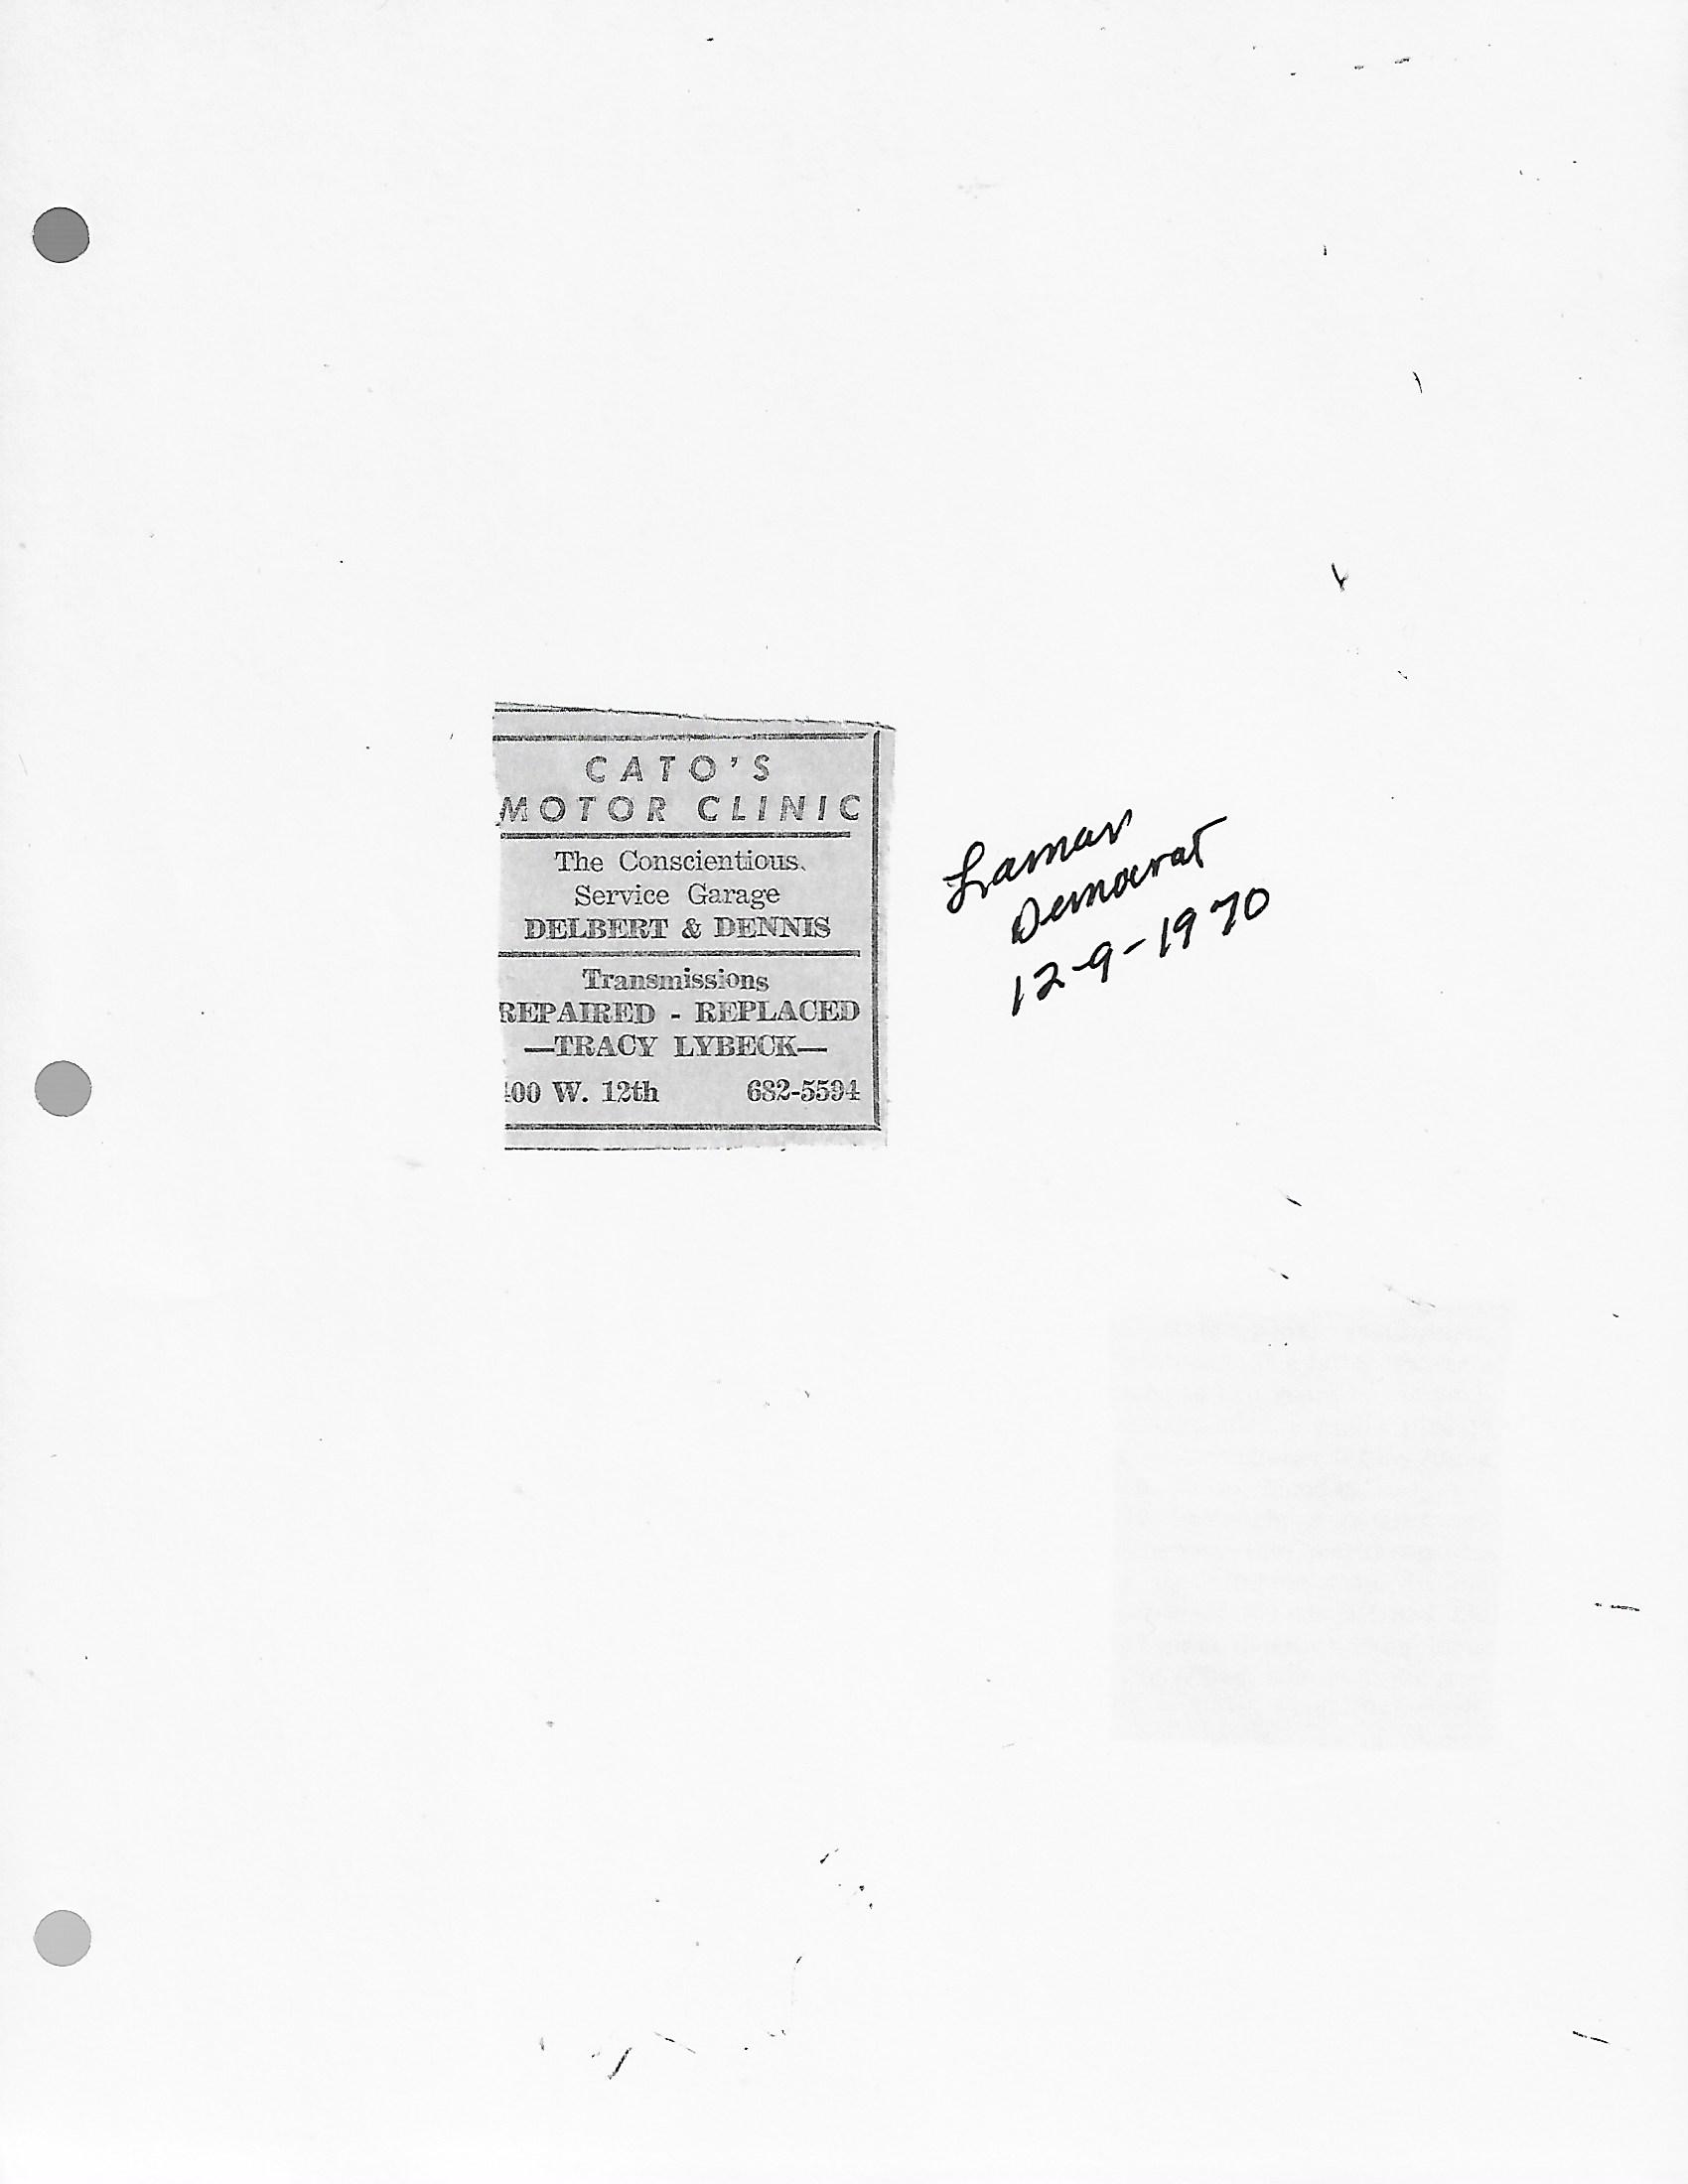 CATO'S
MOTOR CLINIC
The Conscientious
Service Garage
DELBERT & DENNIS
Transmissions
REPAIRED - REPLACED
—TRACY LYBECK—
00 W. 12th 682-5594
Lamar
Democrat
12-9-1970